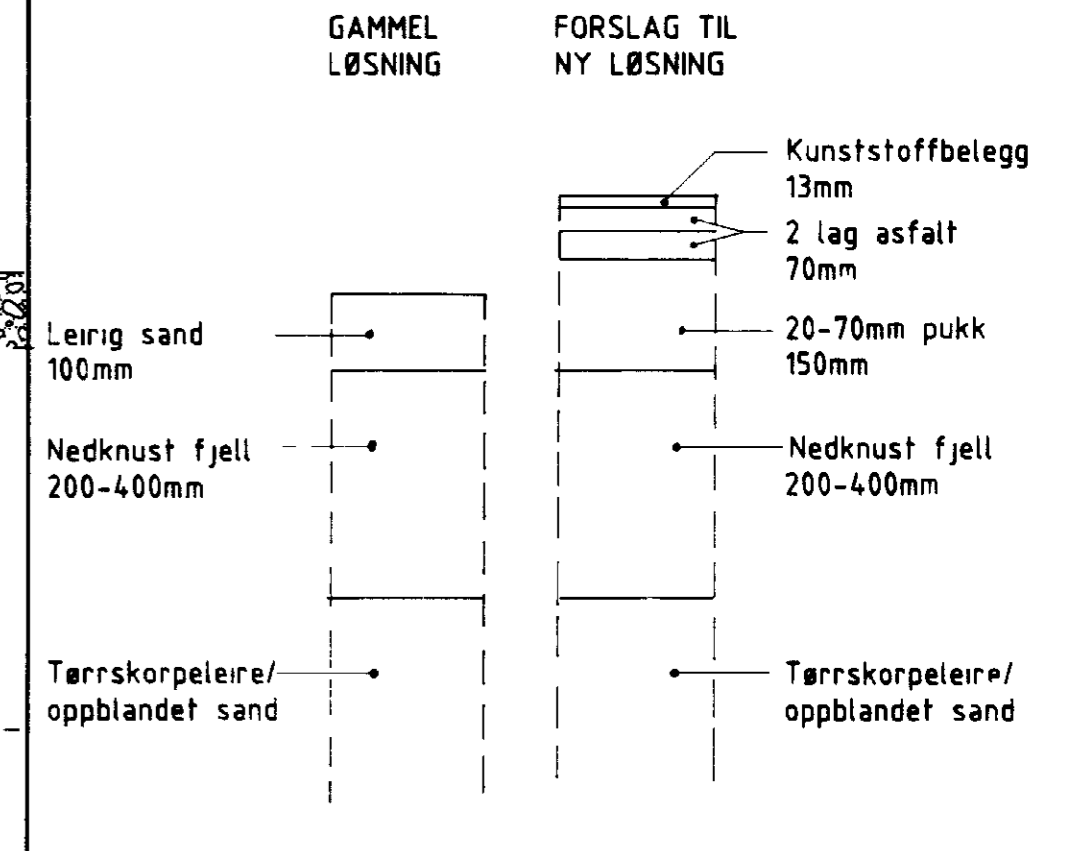 GAMMEL
LØSNING
FORSLAG TIL
NY LØSNING
Kunststoffbelegg
13mm
2 lag asfalt
70mm
Leirig sand
100mm
20-70mm pukk
150mm
Nedknust fjell
200-400mm
Nedknust fjell
200-400mm
Tørrskorpeleire/
oppblandet sand
Tørrskorpeleire/
oppblandet sand